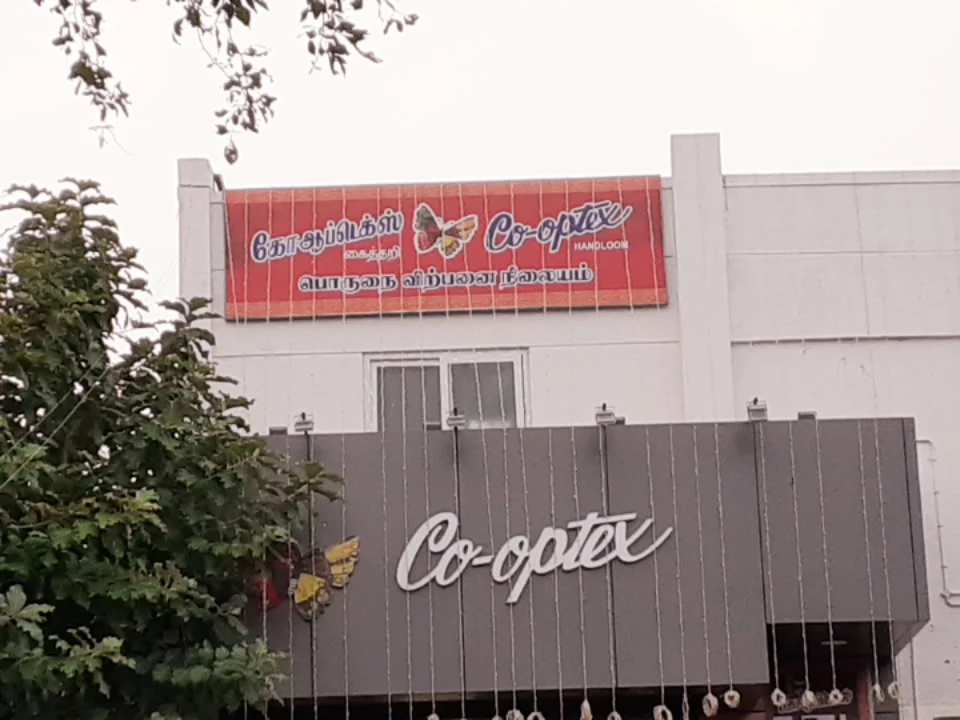 கோஆப்டெக்ஸ் Co-optex
கைத்தறி HANDLOOM
பொருநை விற்பனை நிலையம்
Co-optex